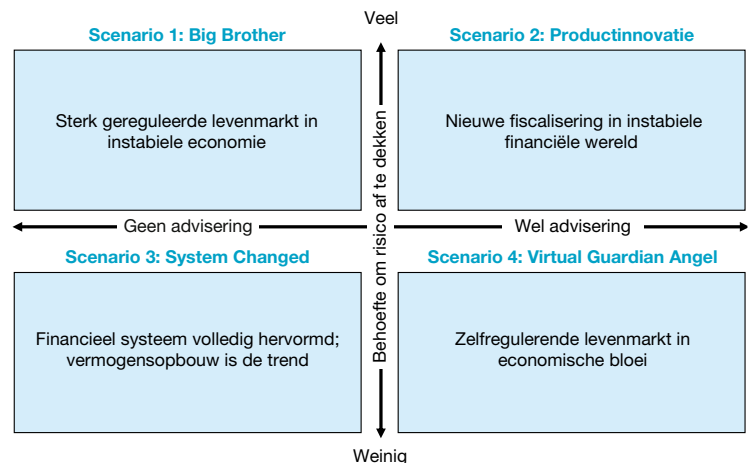 Veel
Scenario 1: Big Brother
Scenario 2: Productinnovatie
Sterk gereguleerde levenmarkt in
instabiele economie
Nieuwe fiscalisering in instabiele
financiële wereld
Behoefte om risico af te dekken
Geen advisering
Wel advisering
Scenario 3: System Changed
Scenario 4: Virtual Guardian Angel
Financieel systeem volledig hervormd;
vermogensopbouw is de trend
Zelfregulerende levenmarkt in
economische bloei
Weinig